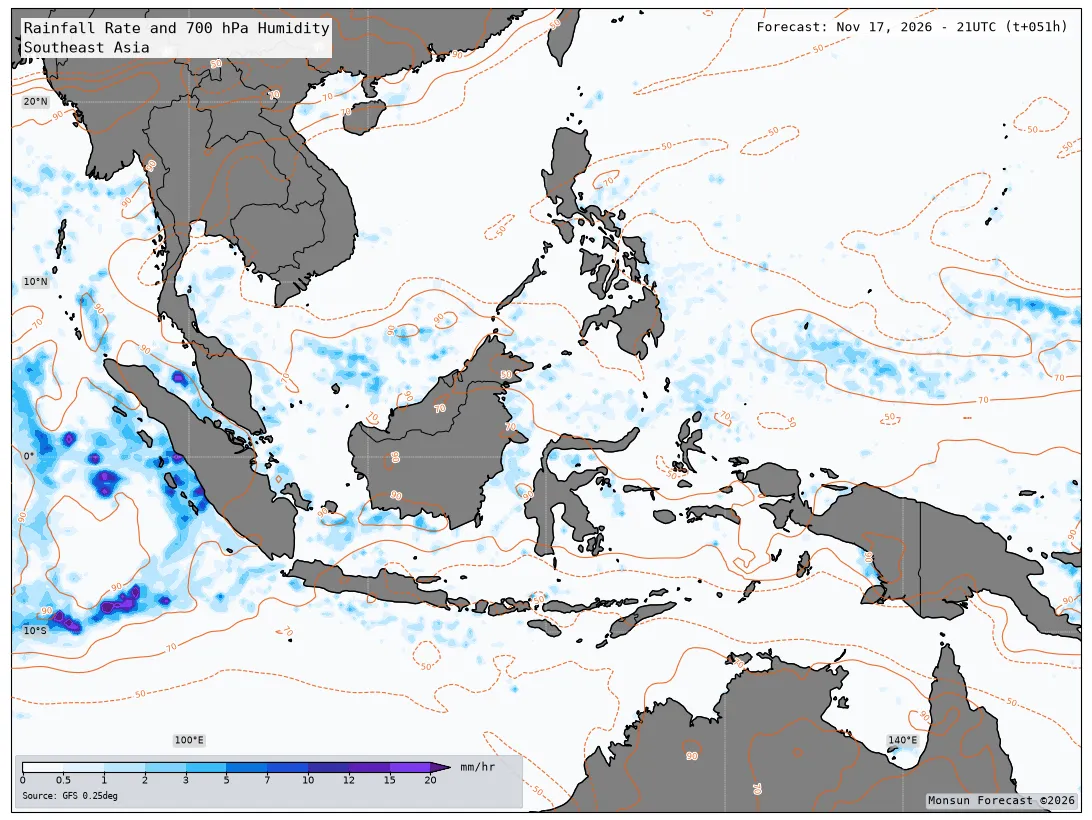 Rainfall Rate and 700 hPa Humidity
Southeast Asia
Forecast: Nov 17, 2026 - 21UTC (t+051h)
20°N
10°N
0°
10°S
100°E
140°E
0 0.5 1 2 3 5 7 10 12 15 20 mm/hr
Source: GFS 0.25deg
Monsun Forecast ©2026